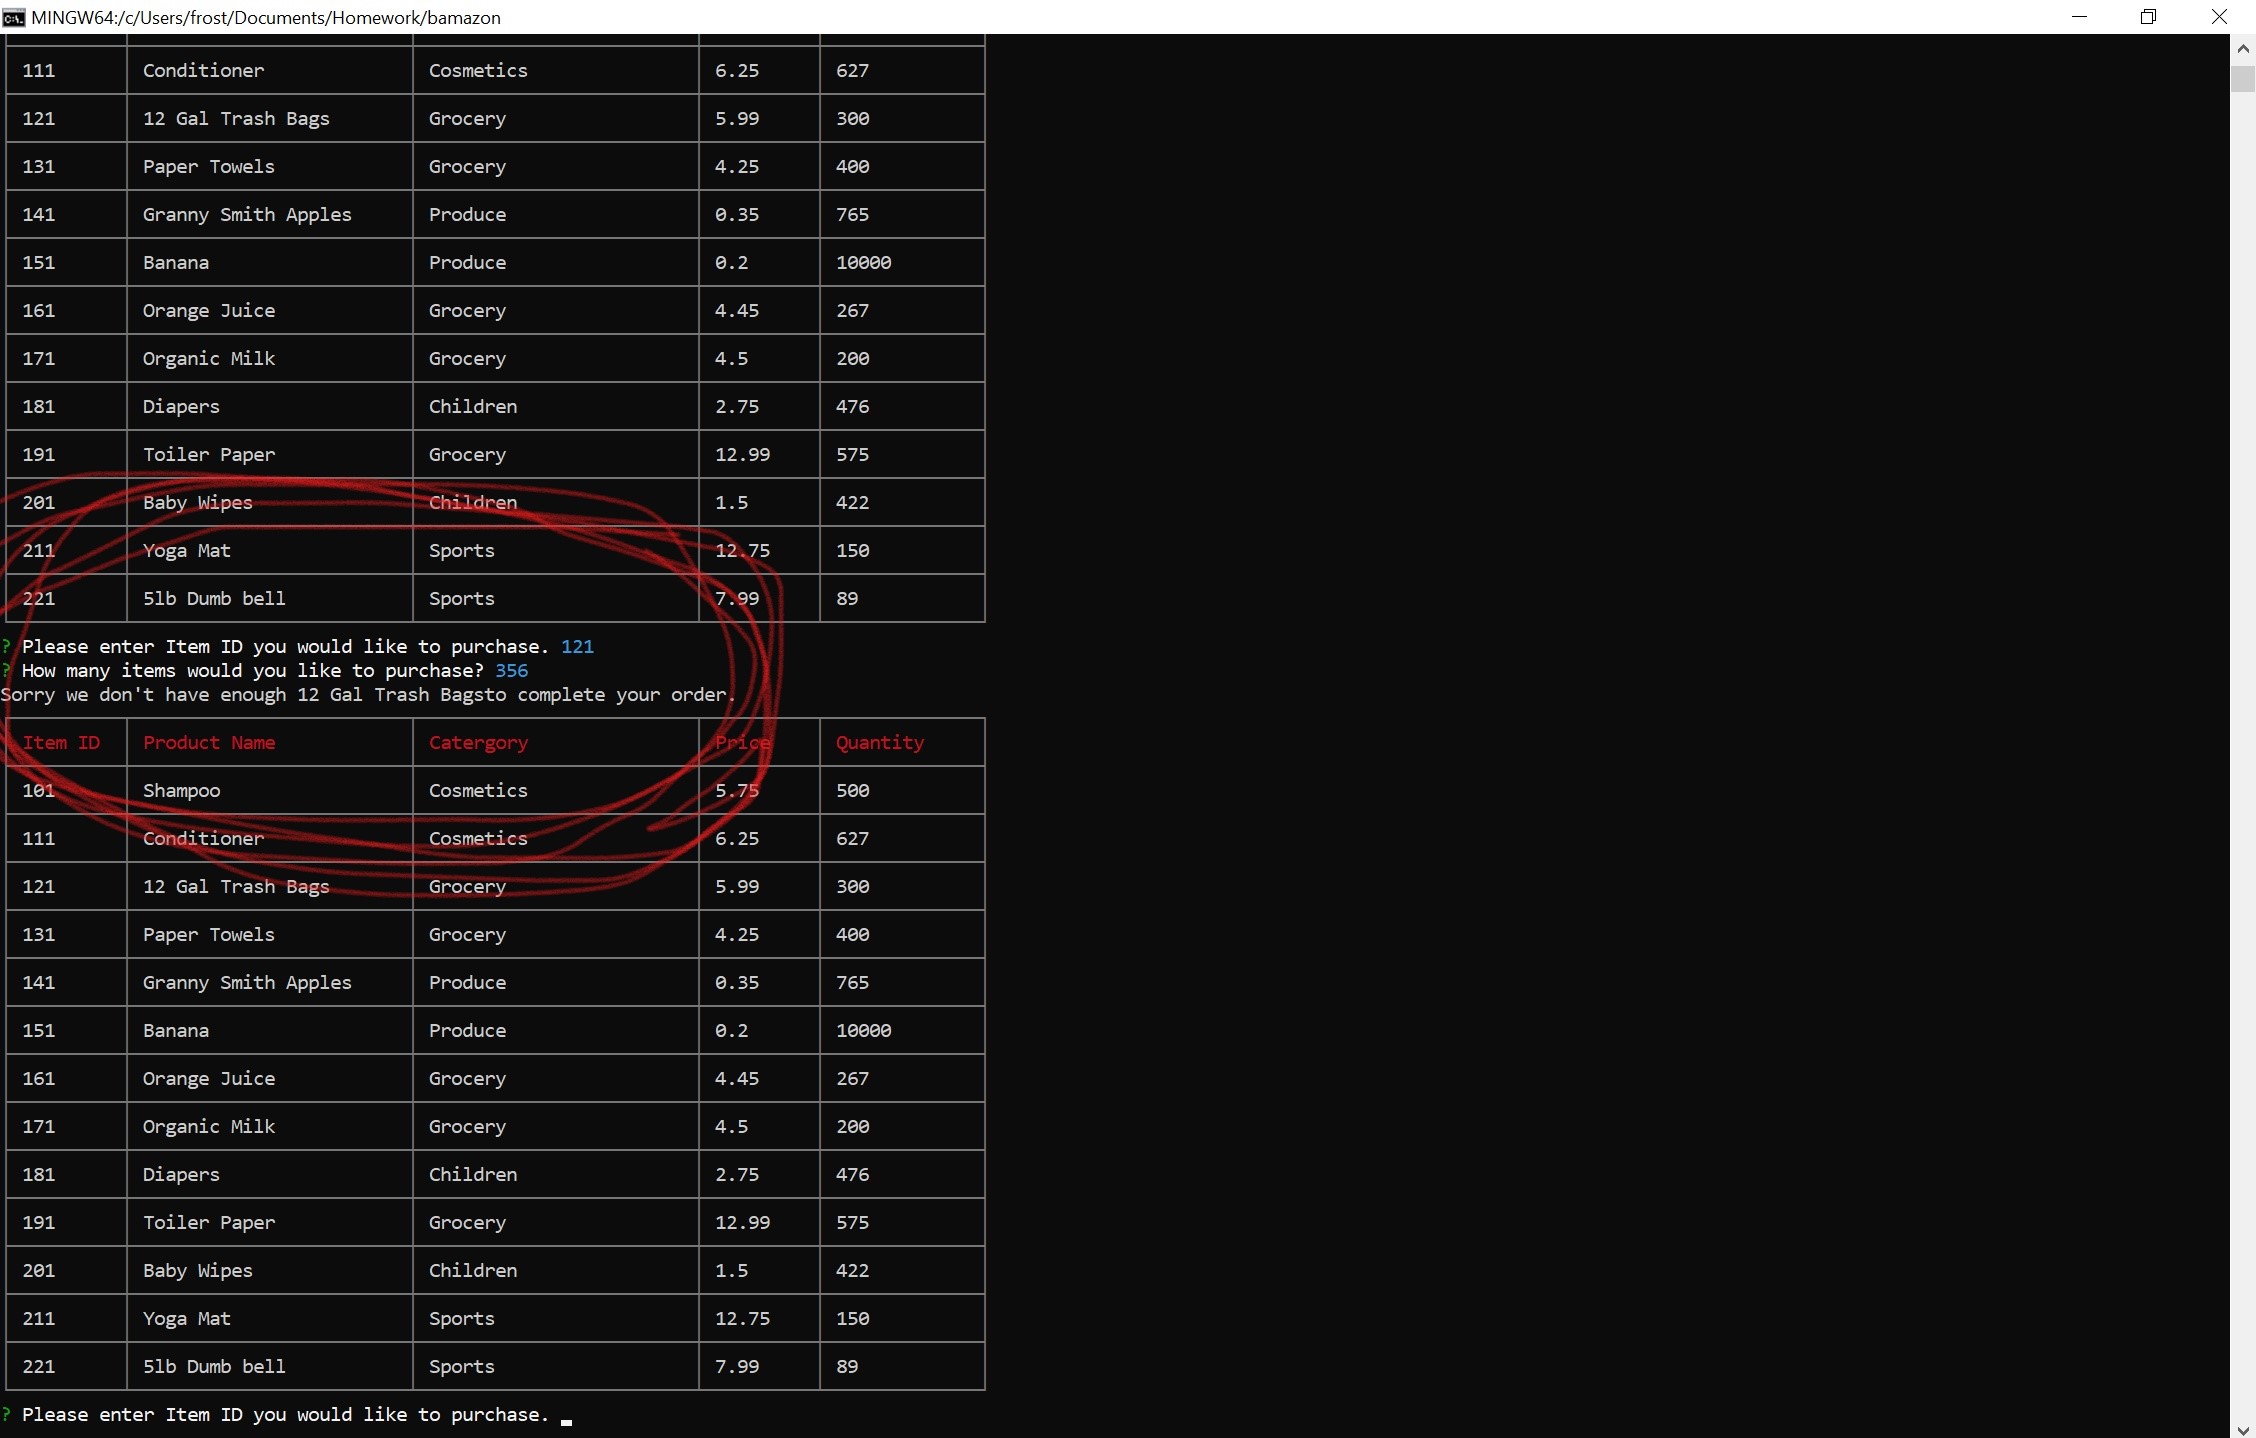 MINGW64:/c/Users/frost/Documents/Homework/bamazon
111 Conditioner Cosmetics 6.25 627
121 12 Gal Trash Bags Grocery 5.99 300
131 Paper Towels Grocery 4.25 400
141 Granny Smith Apples Produce 0.35 765
151 Banana Produce 0.2 10000
161 Orange Juice Grocery 4.45 267
171 Organic Milk Grocery 4.5 200
181 Diapers Children 2.75 476
191 Toiler Paper Grocery 12.99 575
201 Baby Wipes Children 1.5 422
211 Yoga Mat Sports 12.75 150
221 5lb Dumb bell Sports 7.99 89
? Please enter Item ID you would like to purchase. 121
? How many items would you like to purchase? 356
Sorry we don't have enough 12 Gal Trash Bagsto complete your order.
Item ID Product Name Catergory Price Quantity
101 Shampoo Cosmetics 5.75 500
111 Conditioner Cosmetics 6.25 627
121 12 Gal Trash Bags Grocery 5.99 300
131 Paper Towels Grocery 4.25 400
141 Granny Smith Apples Produce 0.35 765
151 Banana Produce 0.2 10000
161 Orange Juice Grocery 4.45 267
171 Organic Milk Grocery 4.5 200
181 Diapers Children 2.75 476
191 Toiler Paper Grocery 12.99 575
201 Baby Wipes Children 1.5 422
211 Yoga Mat Sports 12.75 150
221 5lb Dumb bell Sports 7.99 89
? Please enter Item ID you would like to purchase.